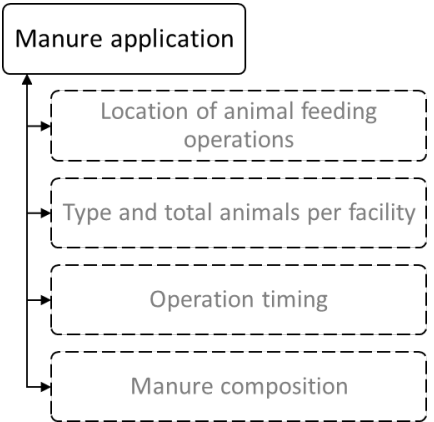 Manure application
Location of animal feeding
operations
Type and total animals per facility
Operation timing
Manure composition